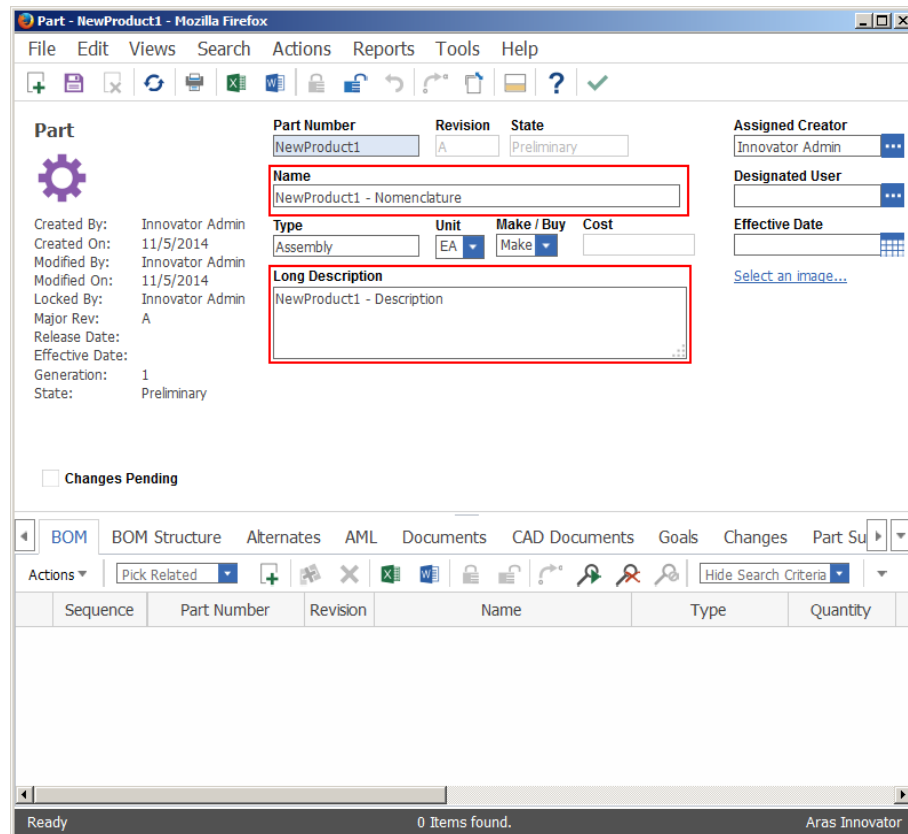 Part - NewProduct1 - Mozilla Firefox
File Edit Views Search Actions Reports Tools Help
Part
Part Number Revision State Assigned Creator
NewProduct1 A Preliminary Innovator Admin
Name Designated User
NewProduct1 - Nomenclature
Created By: Innovator Admin
Created On: 11/5/2014
Modified By: Innovator Admin
Modified On: 11/5/2014
Locked By: Innovator Admin
Major Rev: A
Release Date:
Effective Date:
Generation: 1
State: Preliminary
Type Unit Make / Buy Cost Effective Date
Assembly EA Make
Long Description Select an image...
NewProduct1 - Description
Changes Pending
BOM BOM Structure Alternates AML Documents CAD Documents Goals Changes Part Su
Actions Pick Related Hide Search Criteria
Sequence Part Number Revision Name Type Quantity
Ready 0 Items found. Aras Innovator